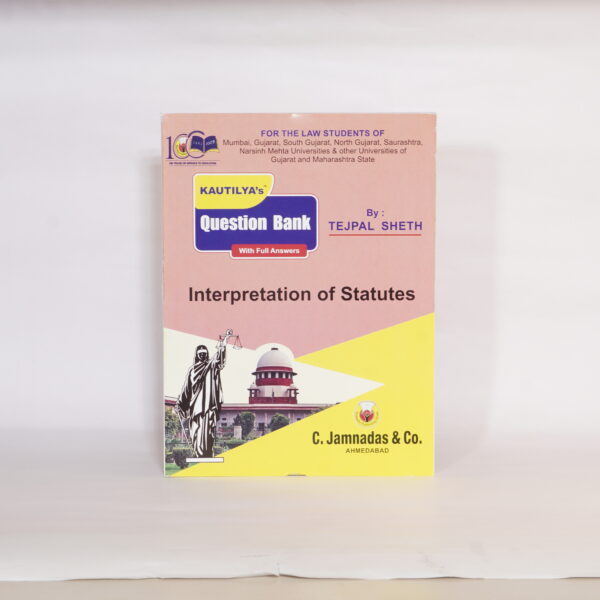 FOR THE LAW STUDENTS OF
Mumbai, Gujarat, South Gujarat, North Gujarat, Saurashtra,
Narsinh Mehta Universities & other Universities of
Gujarat and Maharashtra State
100
KAUTILYA's
Question Bank
With Full Answers
By :
TEJPAL SHETH
Interpretation of Statutes
C. Jamnadas & Co.
AHMEDABAD